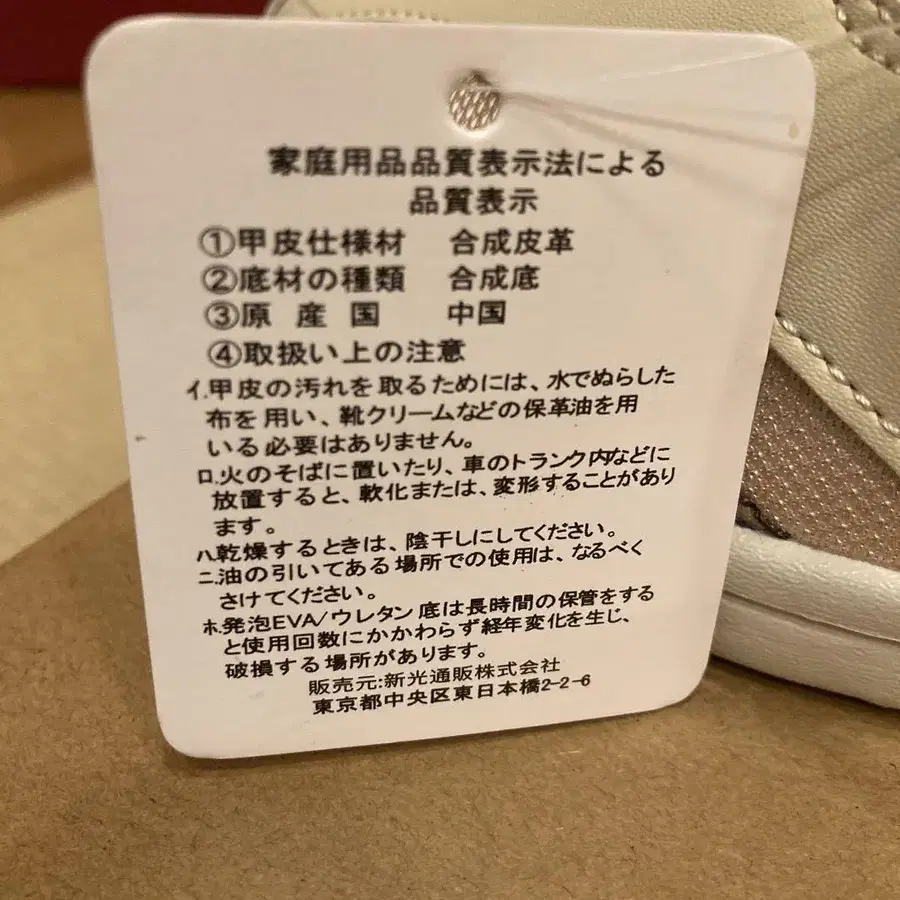 家庭用品品質表示法による
品質表示
①甲皮仕様材 合成皮革
②底材の種類 合成底
③原 産 国 中国
④取扱い上の注意
イ.甲皮の汚れを取るためには、水でぬらした
布を用い、靴クリームなどの保革油を用
いる必要はありません。
ロ.火のそばに置いたり、車のトランク内などに
放置すると、軟化または、変形することがあり
ます。
ハ.乾燥するときは、陰干しにしてください。
ニ.油の引いてある場所での使用は、なるべく
さけてください。
ホ.発泡EVA/ウレタン底は長時間の保管をする
と使用回数にかかわらず経年変化を生じ、
破損する場所があります。
販売元:新光通販株式会社
東京都中央区東日本橋2-2-6